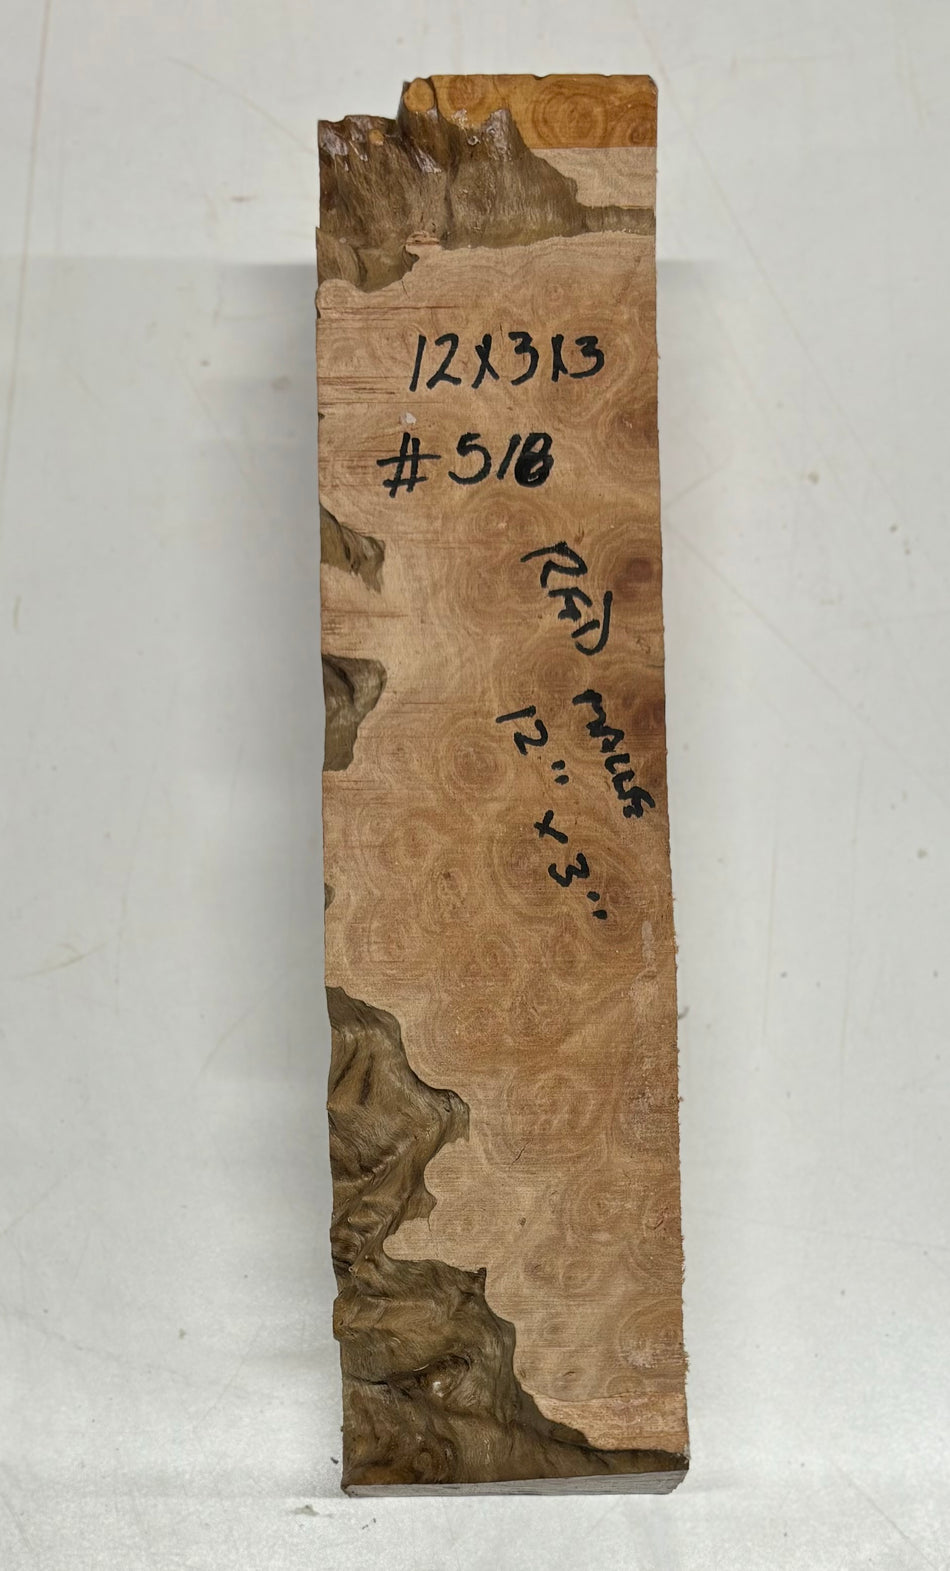 12x3x3
#518
RED MALLEE
12" x 3"